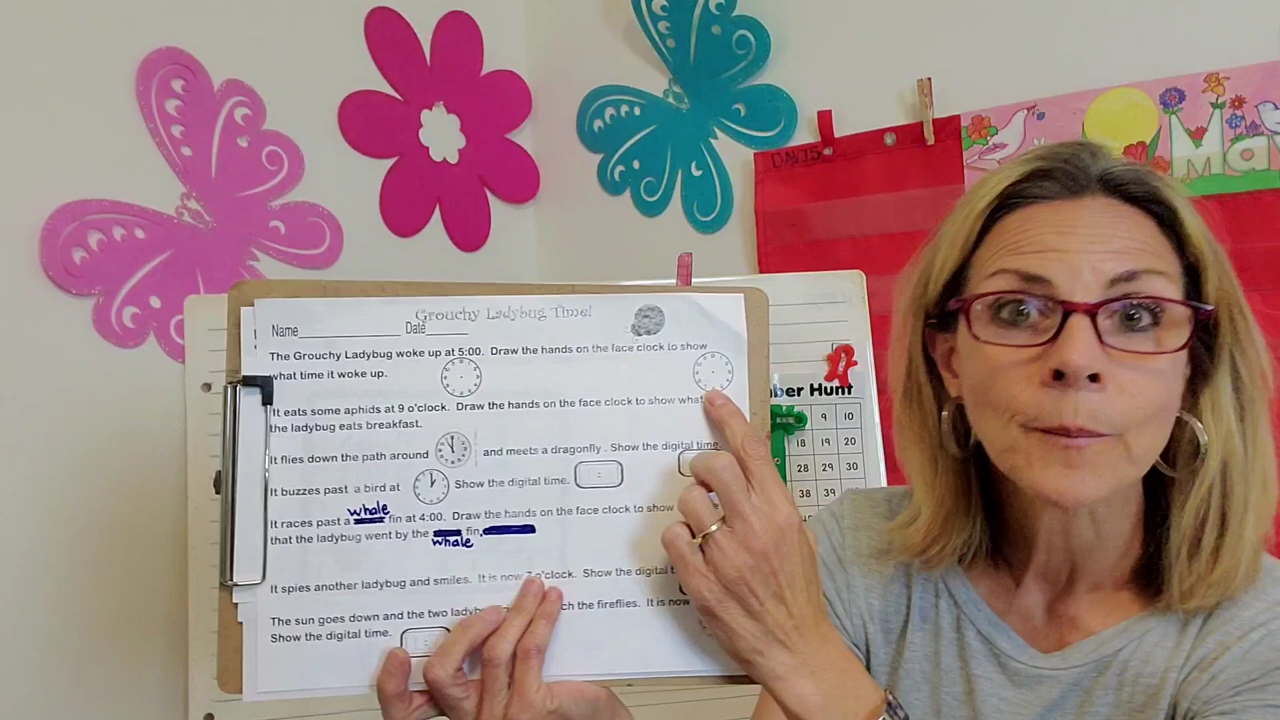 DAVIS
May
Grouchy Ladybug Time!
Name Date
The Grouchy Ladybug woke up at 5:00. Draw the hands on the face clock to show
what time it woke up.
It eats some aphids at 9 o'clock. Draw the hands on the face clock to show what
the ladybug eats breakfast.
It flies down the path around and meets a dragonfly . Show the digital time.
It buzzes past a bird at Show the digital time. :
whale
It races past a fin at 4:00. Draw the hands on the face clock to show
that the ladybug went by the fin,
whale
It spies another ladybug and smiles. It is now 7 o'clock. Show the digital
The sun goes down and the two the fireflies. It is now
Show the digital time. :
Hunt
9 10
18 19 20
28 29 30
38 39